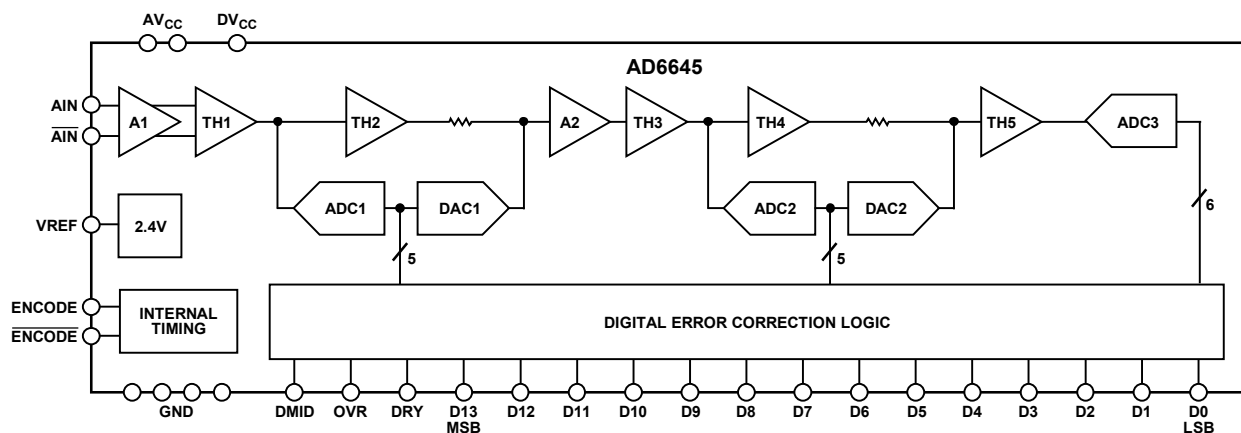 AVCC DVCC
AD6645
AIN
AIN
A1 TH1 TH2 A2 TH3 TH4 TH5 ADC3
ADC1 DAC1 ADC2 DAC2
VREF 2.4V
5 5 6
ENCODE
ENCODE
INTERNAL
TIMING
DIGITAL ERROR CORRECTION LOGIC
GND DMID OVR DRY D13 D12 D11 D10 D9 D8 D7 D6 D5 D4 D3 D2 D1 D0
MSB LSB